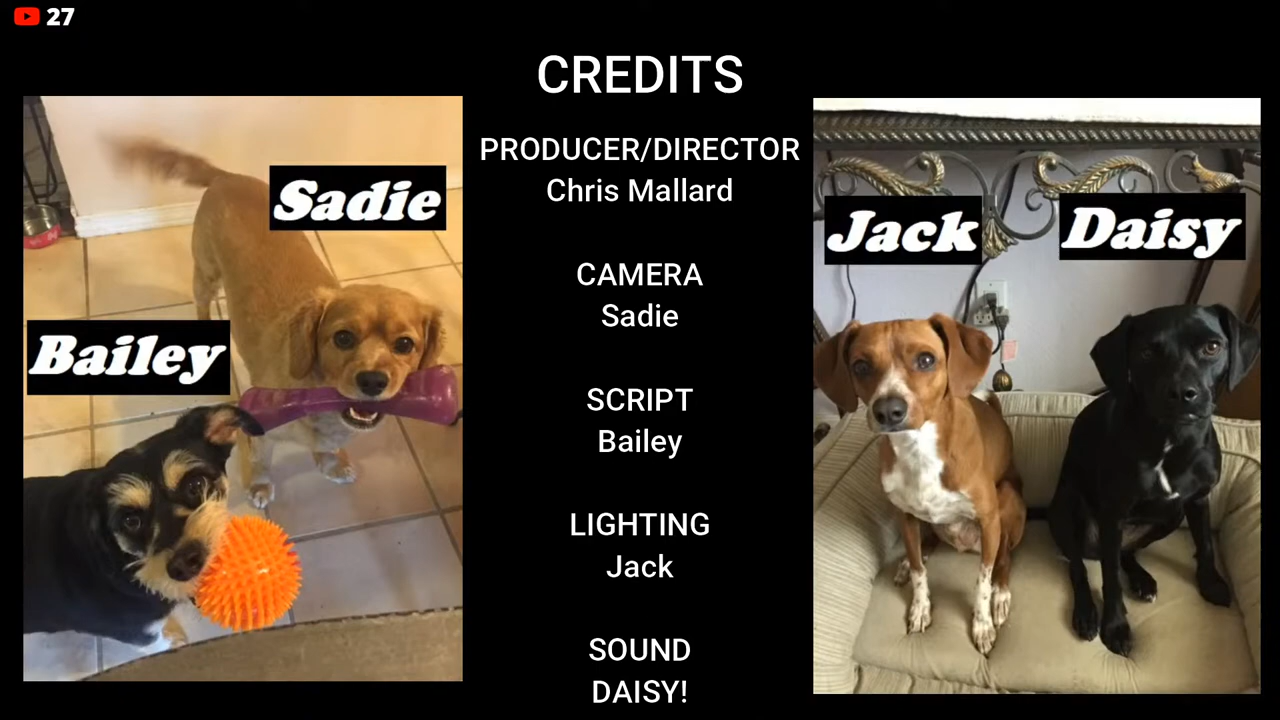 27
CREDITS
PRODUCER/DIRECTOR
Chris Mallard
CAMERA
Sadie
SCRIPT
Bailey
LIGHTING
Jack
SOUND
DAISY!
Sadie
Bailey
Jack
Daisy